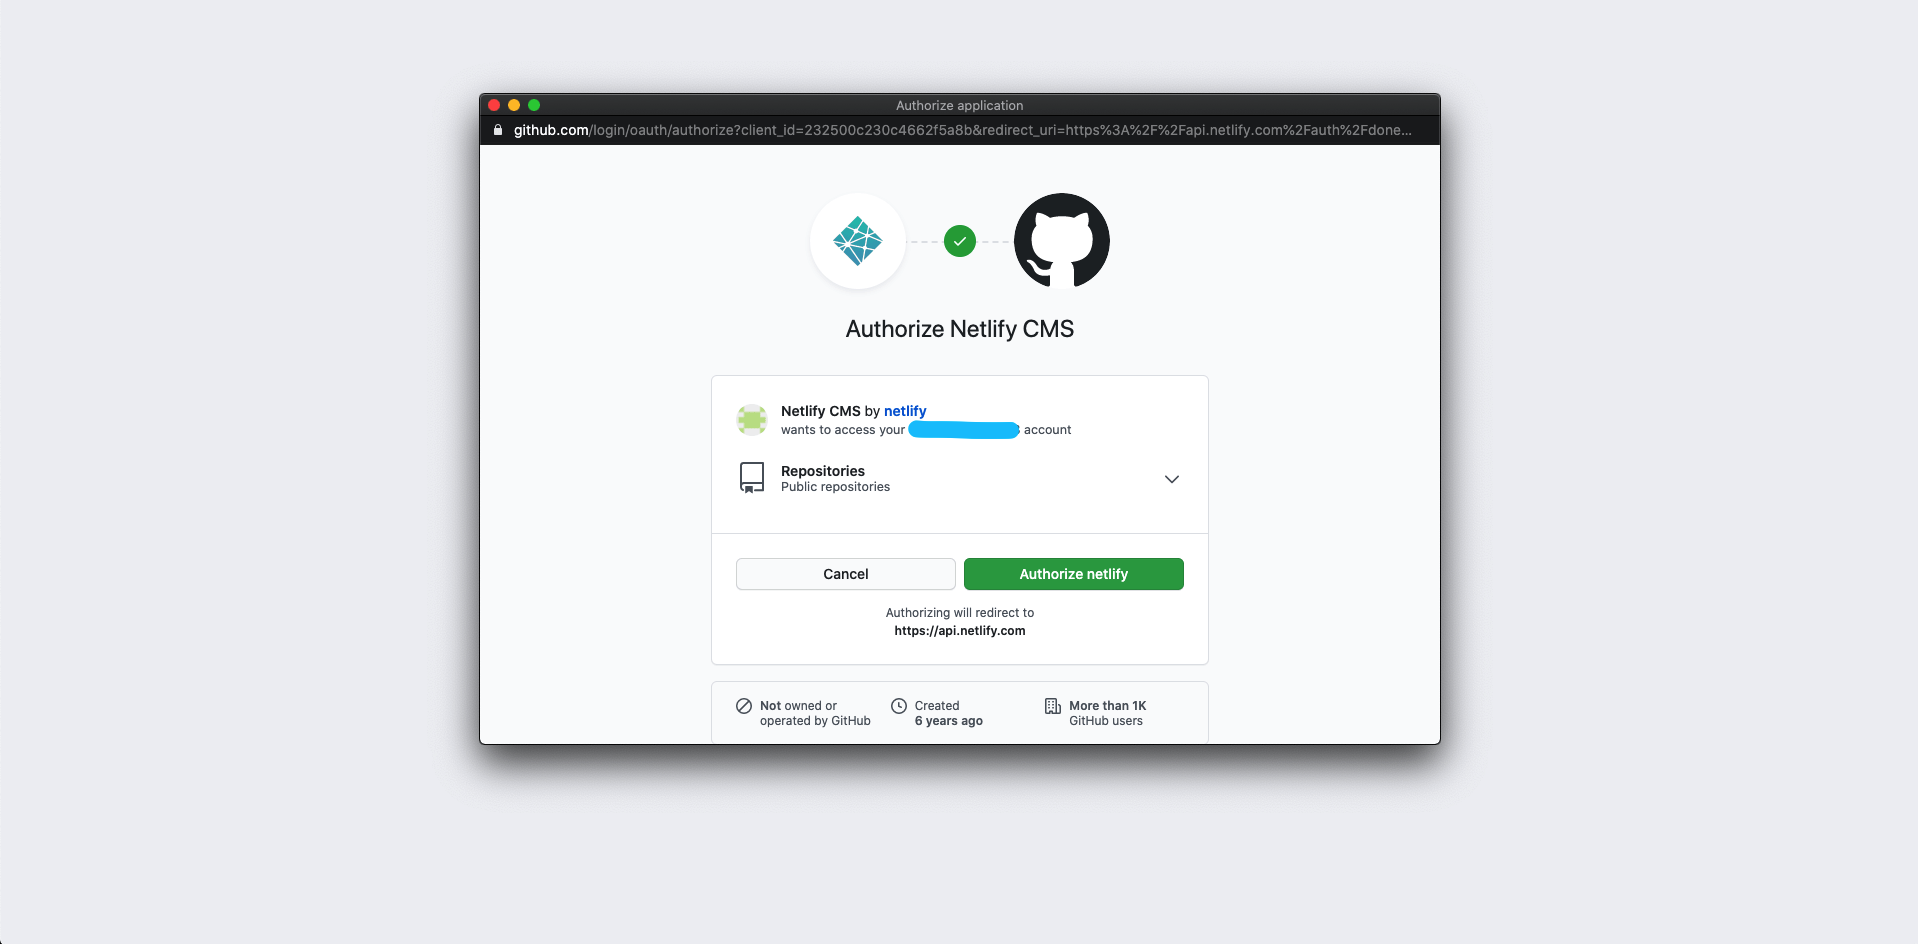 Authorize application
github.com/login/oauth/authorize?client_id=232500c230c4662f5a8b&redirect_uri=https%3A%2F%2Fapi.netlify.com%2Fauth%2Fdone...
Authorize Netlify CMS
Netlify CMS by netlify
wants to access your account
Repositories
Public repositories
Cancel
Authorize netlify
Authorizing will redirect to
https://api.netlify.com
Not owned or
operated by GitHub
Created
6 years ago
More than 1K
GitHub users